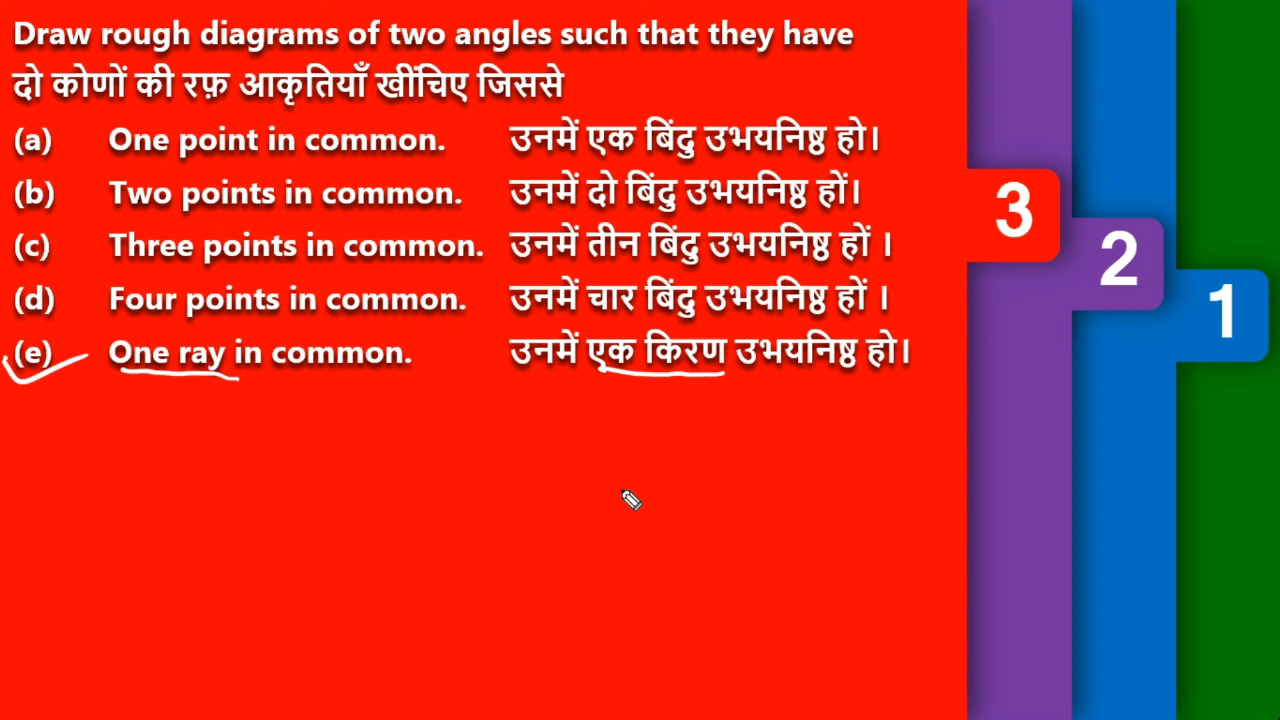 Draw rough diagrams of two angles such that they have
दो कोणों की रफ़ आकृतियाँ खींचिए जिससे
(a) One point in common. उनमें एक बिंदु उभयनिष्ठ हो।
(b) Two points in common. उनमें दो बिंदु उभयनिष्ठ हों।
(c) Three points in common. उनमें तीन बिंदु उभयनिष्ठ हों ।
(d) Four points in common. उनमें चार बिंदु उभयनिष्ठ हों ।
(e) One ray in common. उनमें एक किरण उभयनिष्ठ हो।
3
2
1